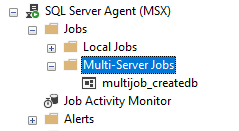 SQL Server Agent (MSX)
Jobs
Local Jobs
Multi-Server Jobs
multijob_createdb
Job Activity Monitor
Alerts